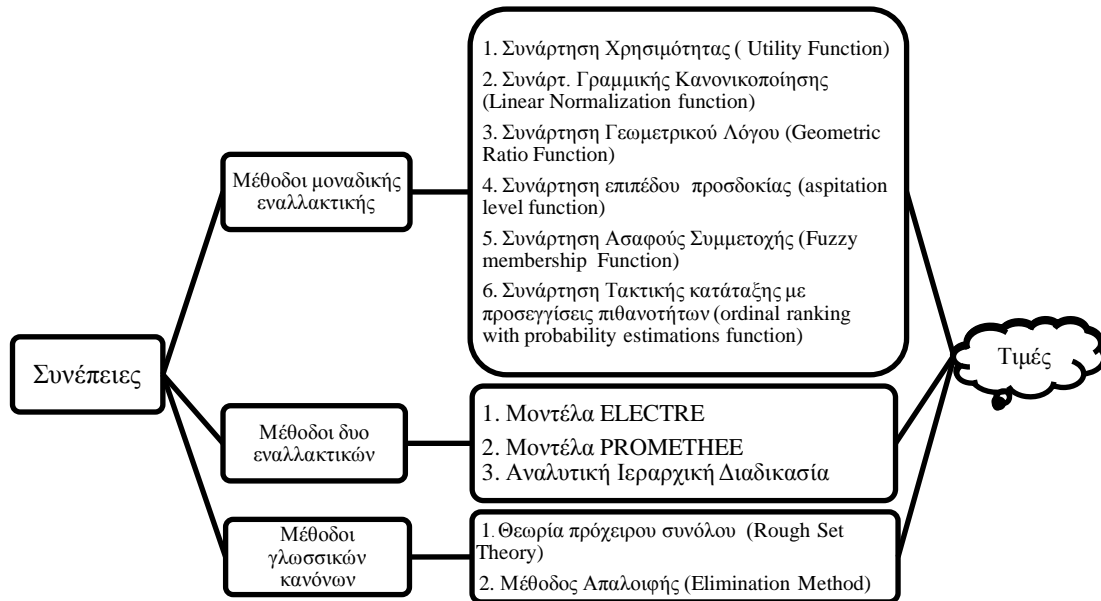 Συνέπειες
Μέθοδοι μοναδικής
εναλλακτικής
1. Συνάρτηση Χρησιμότητας ( Utility Function)
2. Συνάρτ. Γραμμικής Κανονικοποίησης
(Linear Normalization function)
3. Συνάρτηση Γεωμετρικού Λόγου (Geometric
Ratio Function)
4. Συνάρτηση επιπέδου προσδοκίας (aspitation
level function)
5. Συνάρτηση Ασαφούς Συμμετοχής (Fuzzy
membership Function)
6. Συνάρτηση Τακτικής κατάταξης με
προσεγγίσεις πιθανοτήτων (ordinal ranking
with probability estimations function)
Μέθοδοι δυο
εναλλακτικών
1. Μοντέλα ELECTRE
2. Μοντέλα PROMETHEE
3. Αναλυτική Ιεραρχική Διαδικασία
Μέθοδοι
γλωσσικών
κανόνων
1. Θεωρία πρόχειρου συνόλου (Rough Set
Theory)
2. Μέθοδος Απαλοιφής (Elimination Method)
Τιμές